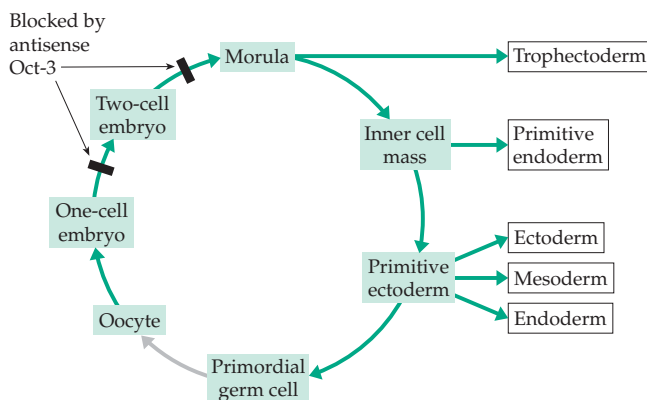 Blocked by
antisense
Oct-3
Morula
Trophectoderm
Two-cell
embryo
Inner cell
mass
Primitive
endoderm
One-cell
embryo
Primitive
ectoderm
Ectoderm
Mesoderm
Endoderm
Oocyte
Primordial
germ cell